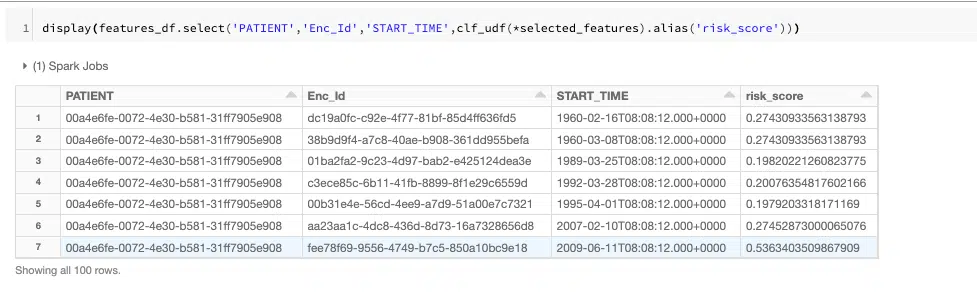 1 display(features_df.select('PATIENT','Enc_Id','START_TIME',clf_udf(*selected_features).alias('risk_score')))
(1) Spark Jobs
PATIENT Enc_Id START_TIME risk_score
1 00a4e6fe-0072-4e30-b581-31ff7905e908 dc19a0fc-c92e-4f77-81bf-85d4ff636fd5 1960-02-16T08:08:12.000+0000 0.27430933563138793
2 00a4e6fe-0072-4e30-b581-31ff7905e908 38b9d9f4-a7c8-40ae-b908-361dd955befa 1960-03-08T08:08:12.000+0000 0.27430933563138793
3 00a4e6fe-0072-4e30-b581-31ff7905e908 01ba2fa2-9c23-4d97-bab2-e425124dea3e 1989-03-25T08:08:12.000+0000 0.19820221260823775
4 00a4e6fe-0072-4e30-b581-31ff7905e908 c3ece85c-6b11-41fb-8899-8f1e29c6559d 1992-03-28T08:08:12.000+0000 0.20076354817602166
5 00a4e6fe-0072-4e30-b581-31ff7905e908 00b31e4e-56cd-4ee9-a7d9-51a00e7c7321 1995-04-01T08:08:12.000+0000 0.1979203318171169
6 00a4e6fe-0072-4e30-b581-31ff7905e908 aa23aa1c-4dc8-436d-8d73-16a7328656d8 2007-02-10T08:08:12.000+0000 0.27452873000065076
7 00a4e6fe-0072-4e30-b581-31ff7905e908 fee78f69-9556-4749-b7c5-850a10bc9e18 2009-06-11T08:08:12.000+0000 0.5363403509867909
Showing all 100 rows.